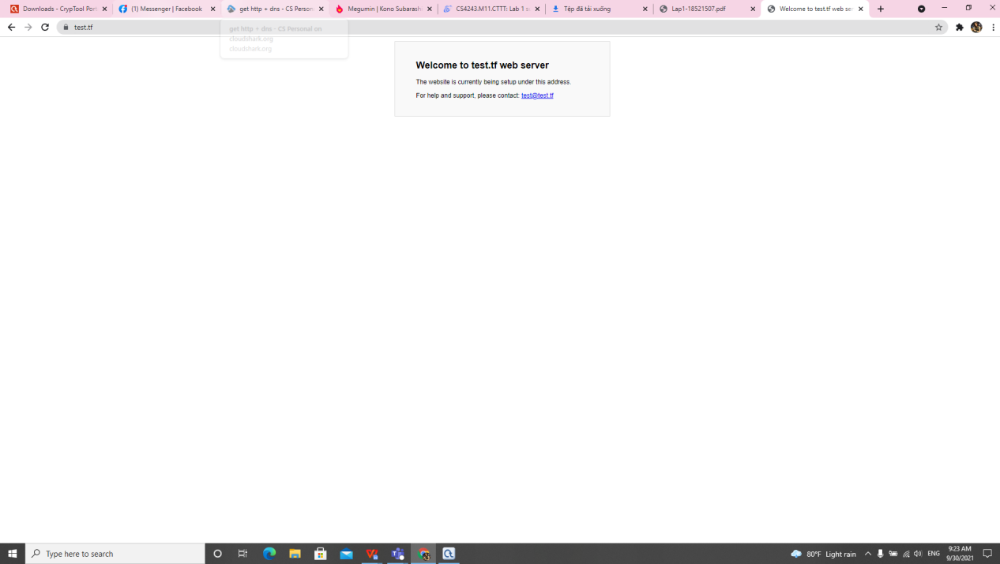 Downloads - CrypTool Port
(1) Messenger | Facebook
get http + dns - CS Person
Megumin | Kono Subarash
CS4243.M11.CTTT: Lab 1
Tệp đã tải xuống
Lap1-18521507.pdf
Welcome to test.tf web ser
test.tf
get http + dns - CS Personal on
cloudshark.org
cloudshark.org
Welcome to test.tf web server
The website is currently being setup under this address.
For help and support, please contact: test@test.tf
Type here to search
80°F Light rain
ENG
9:23 AM
9/30/2021